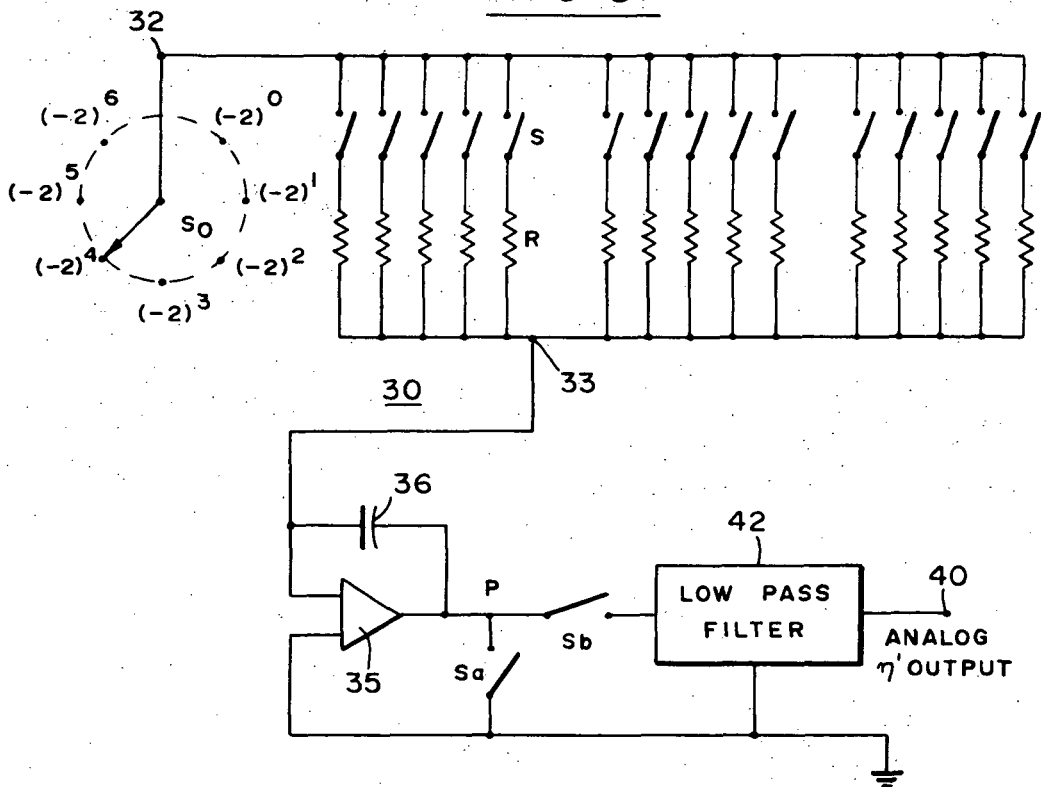 32
(-2)^6
(-2)^0
(-2)^5
(-2)^1
S0
(-2)^4
(-2)^2
(-2)^3
S
R
33
30
36
35
P
Sa
Sb
42
LOW PASS
FILTER
40
ANALOG
η' OUTPUT